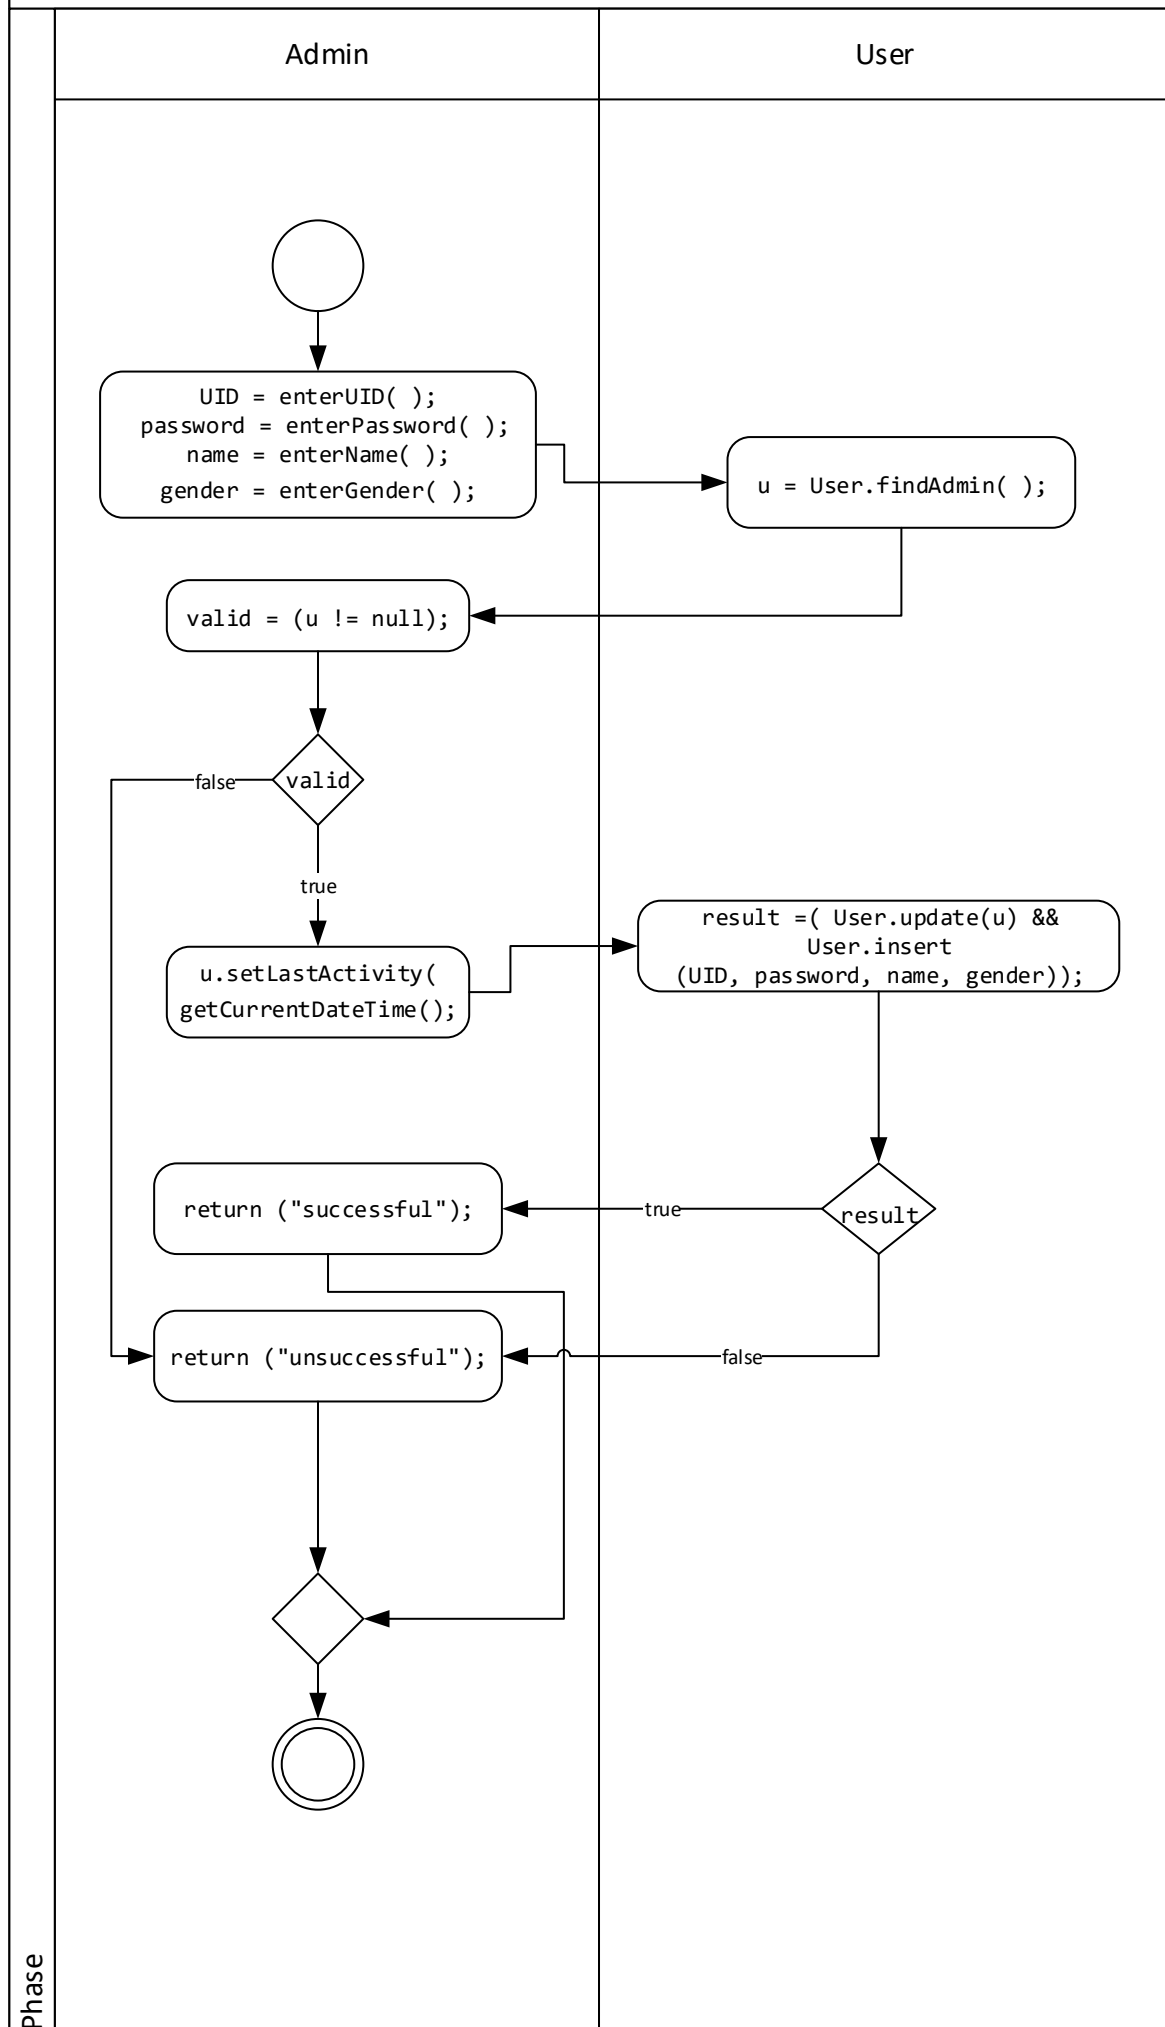 Admin
User
UID = enterUID( );
password = enterPassword( );
name = enterName( );
gender = enterGender( );
u = User.findAdmin( );
valid = (u != null);
valid
false
true
u.setLastActivity(
getCurrentDateTime();
result =( User.update(u) &&
User.insert
(UID, password, name, gender));
return ("successful");
true
result
return ("unsuccessful");
false
Phase